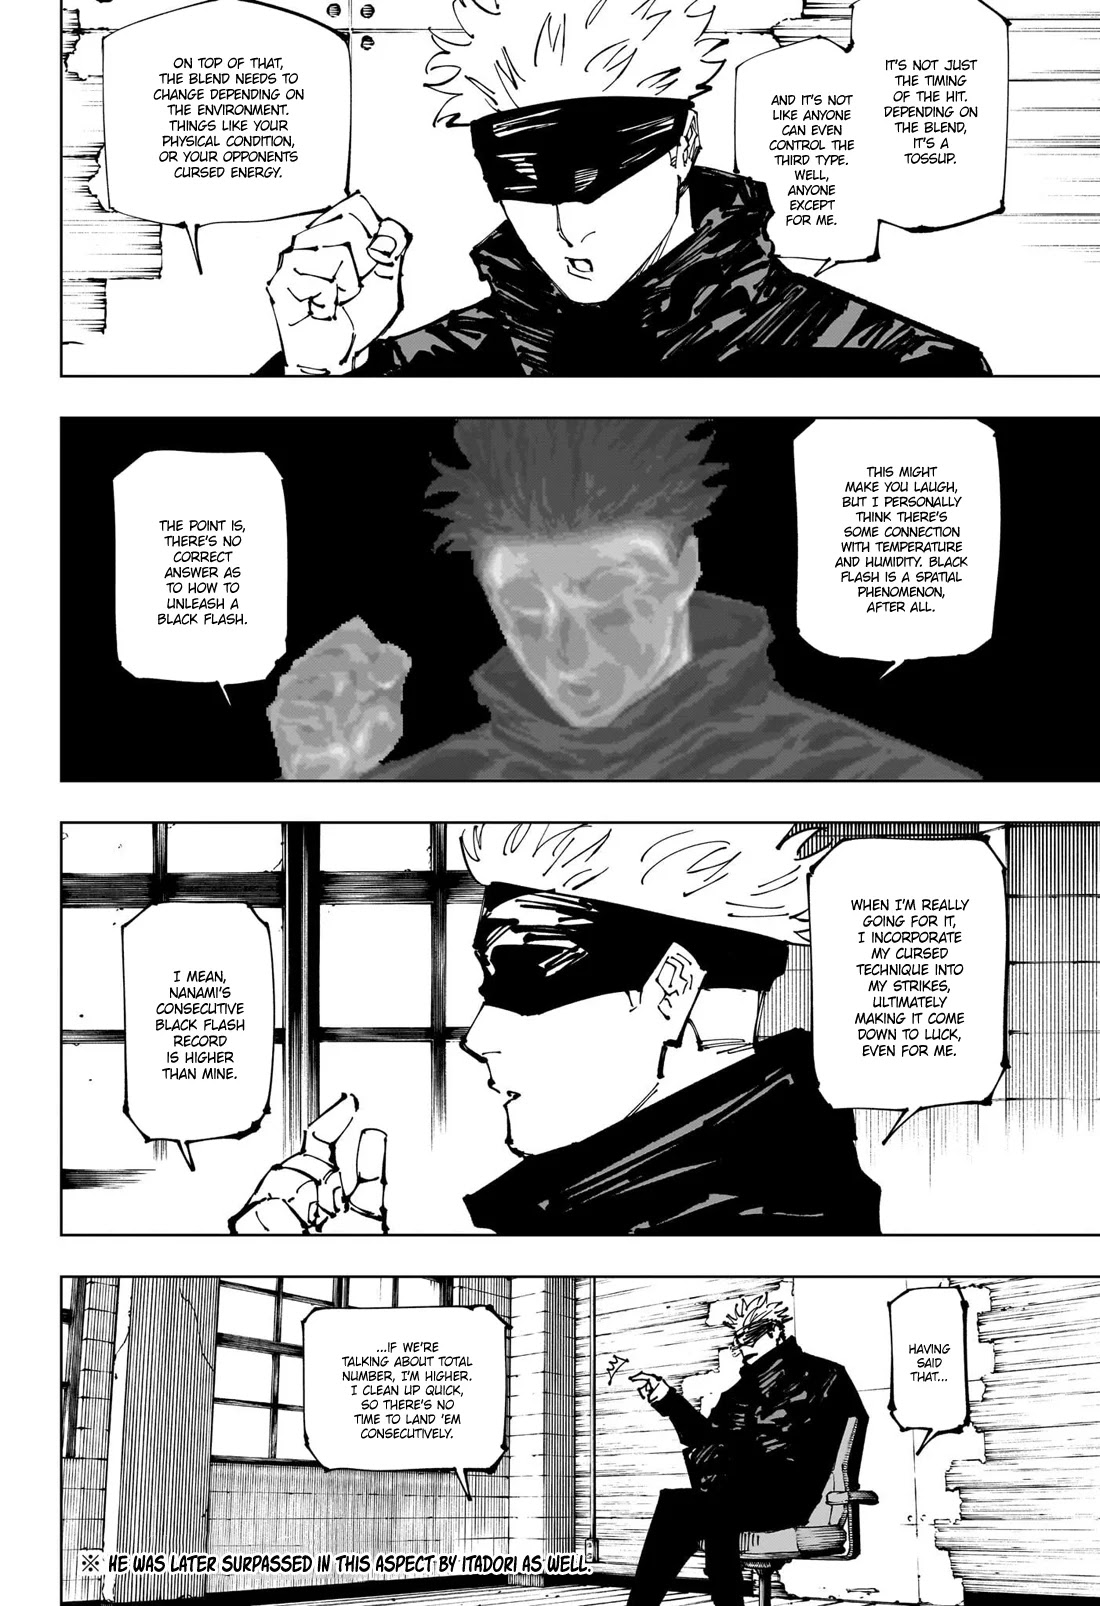 IT'S NOT JUST
THE TIMING
OF THE HIT.
DEPENDING ON
THE BLEND,
IT'S A
TOSSUP.
AND IT'S NOT
LIKE ANYONE
CAN EVEN
CONTROL THE
THIRD TYPE.
WELL,
ANYONE
EXCEPT
FOR ME.
ON TOP OF THAT,
THE BLEND NEEDS TO
CHANGE DEPENDING ON
THE ENVIRONMENT.
THINGS LIKE YOUR
PHYSICAL CONDITION,
OR YOUR OPPONENTS
CURSED ENERGY.
THIS MIGHT
MAKE YOU LAUGH,
BUT I PERSONALLY
THINK THERE'S
SOME CONNECTION
WITH TEMPERATURE
AND HUMIDITY. BLACK
FLASH IS A SPATIAL
PHENOMENON,
AFTER ALL.
THE POINT IS,
THERE'S NO
CORRECT
ANSWER AS
TO HOW TO
UNLEASH A
BLACK FLASH.
WHEN I'M REALLY
GOING FOR IT,
I INCORPORATE
MY CURSED
TECHNIQUE INTO
MY STRIKES,
ULTIMATELY
MAKING IT COME
DOWN TO LUCK,
EVEN FOR ME.
I MEAN,
NANAMI'S
CONSECUTIVE
BLACK FLASH
RECORD
IS HIGHER
THAN MINE.
HAVING
SAID
THAT...
...IF WE'RE
TALKING ABOUT TOTAL
NUMBER, I'M HIGHER.
I CLEAN UP QUICK,
SO THERE'S NO
TIME TO LAND 'EM
CONSECUTIVELY.
※ HE WAS LATER SURPASSED IN THIS ASPECT BY ITADORI AS WELL.